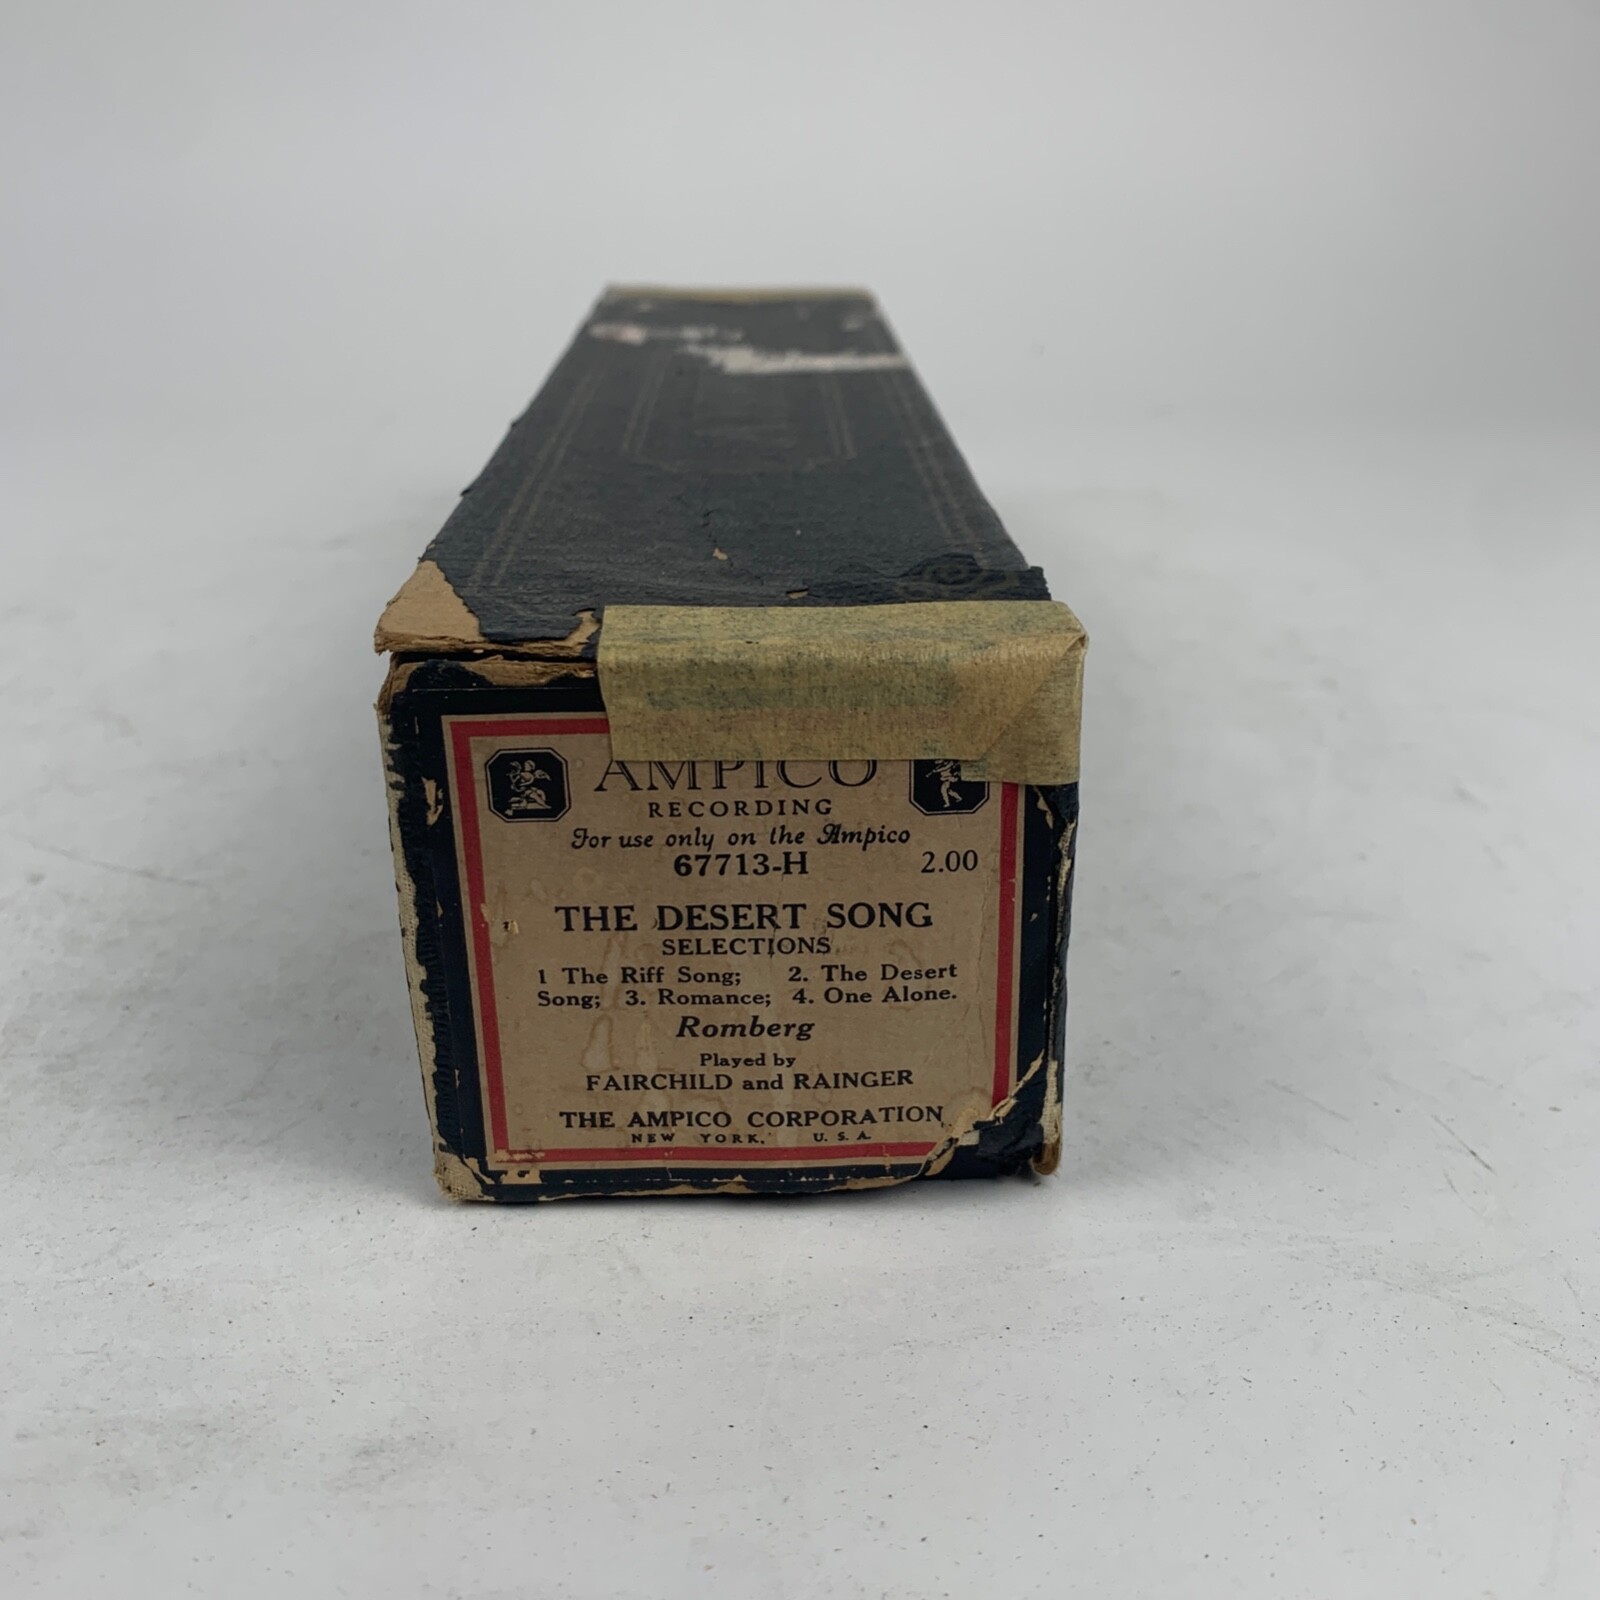 AMPICO
RECORDING
For use only on the Ampico
67713-H 2.00
THE DESERT SONG
SELECTIONS
1 The Riff Song; 2. The Desert
Song; 3. Romance; 4. One Alone.
Romberg
Played by
FAIRCHILD and RAINGER
THE AMPICO CORPORATION
NEW YORK, U. S. A.